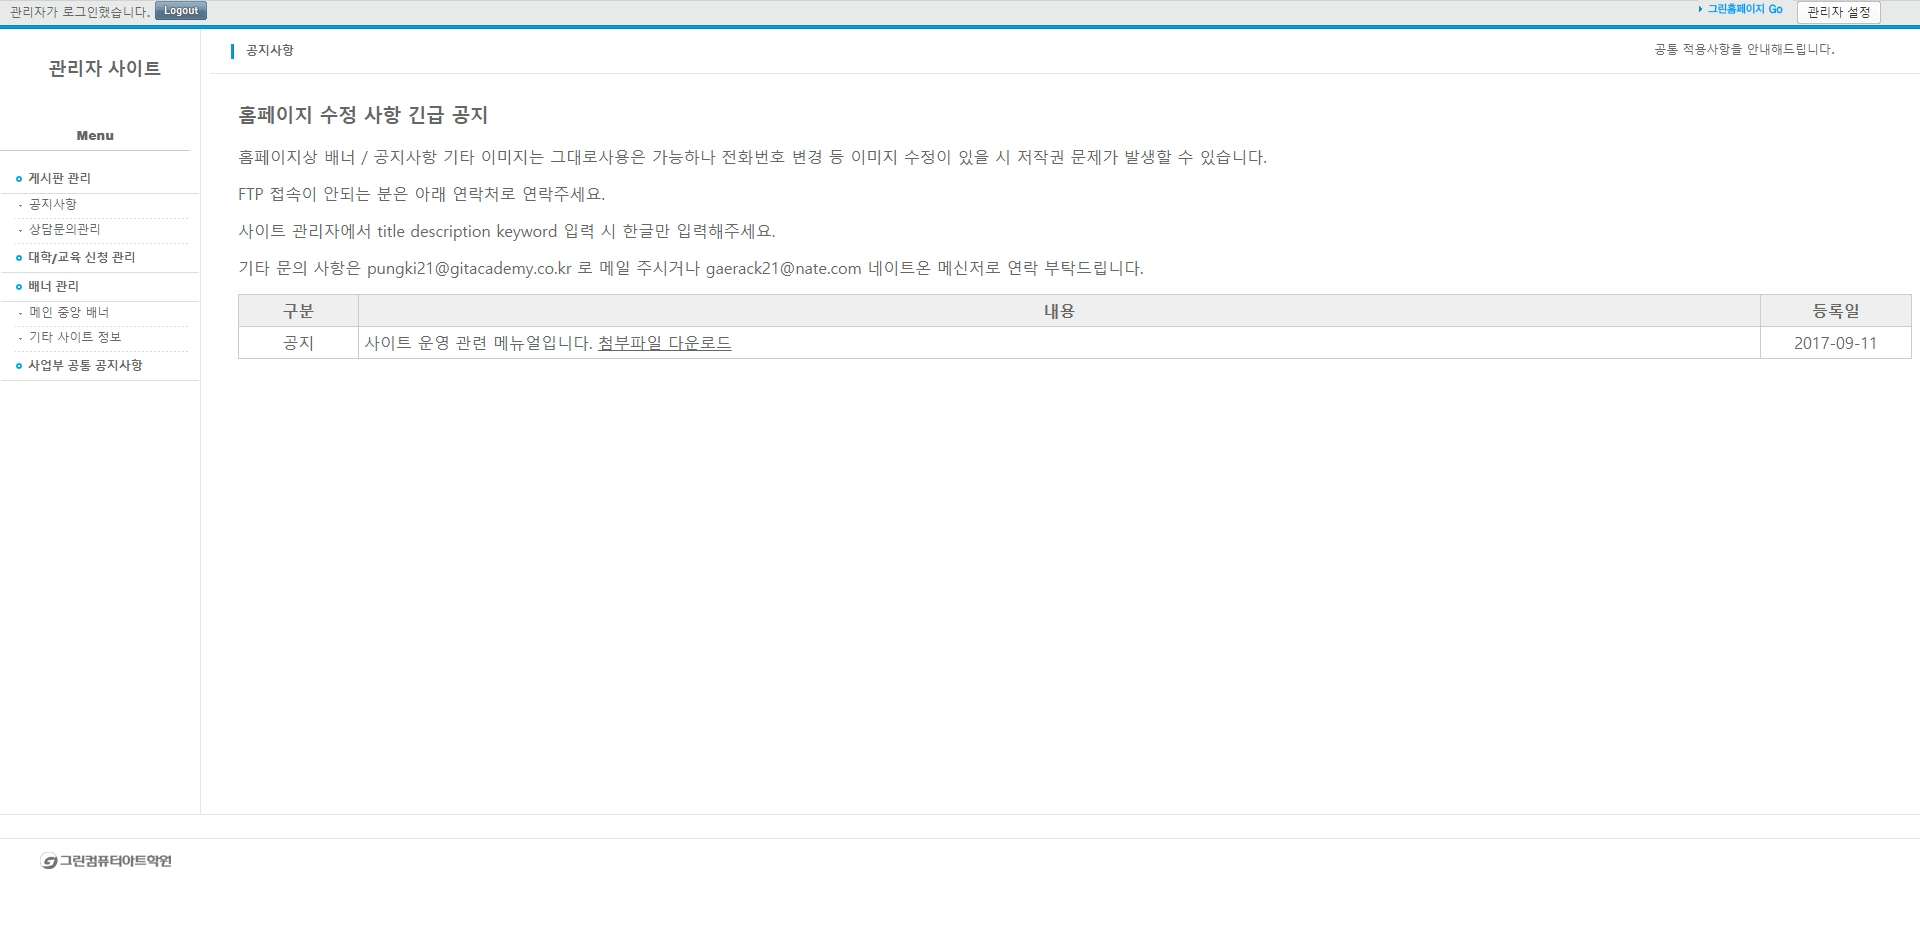 관리자가 로그인했습니다. Logout
그린홈페이지 Go 관리자 설정
관리자 사이트
Menu
게시판 관리
- 공지사항
- 상담문의관리
대학/교육 신청 관리
배너 관리
- 메인 중앙 배너
- 기타 사이트 정보
사업부 공통 공지사항
공지사항
공통 적용사항을 안내해드립니다.
홈페이지 수정 사항 긴급 공지
홈페이지상 배너 / 공지사항 기타 이미지는 그대로사용은 가능하나 전화번호 변경 등 이미지 수정이 있을 시 저작권 문제가 발생할 수 있습니다.
FTP 접속이 안되는 분은 아래 연락처로 연락주세요.
사이트 관리자에서 title description keyword 입력 시 한글만 입력해주세요.
기타 문의 사항은 pungki21@gitacademy.co.kr 로 메일 주시거나 gaerack21@nate.com 네이트온 메신저로 연락 부탁드립니다.
구분 내용 등록일
공지 사이트 운영 관련 메뉴얼입니다. 첨부파일 다운로드 2017-09-11
그린컴퓨터아트학원